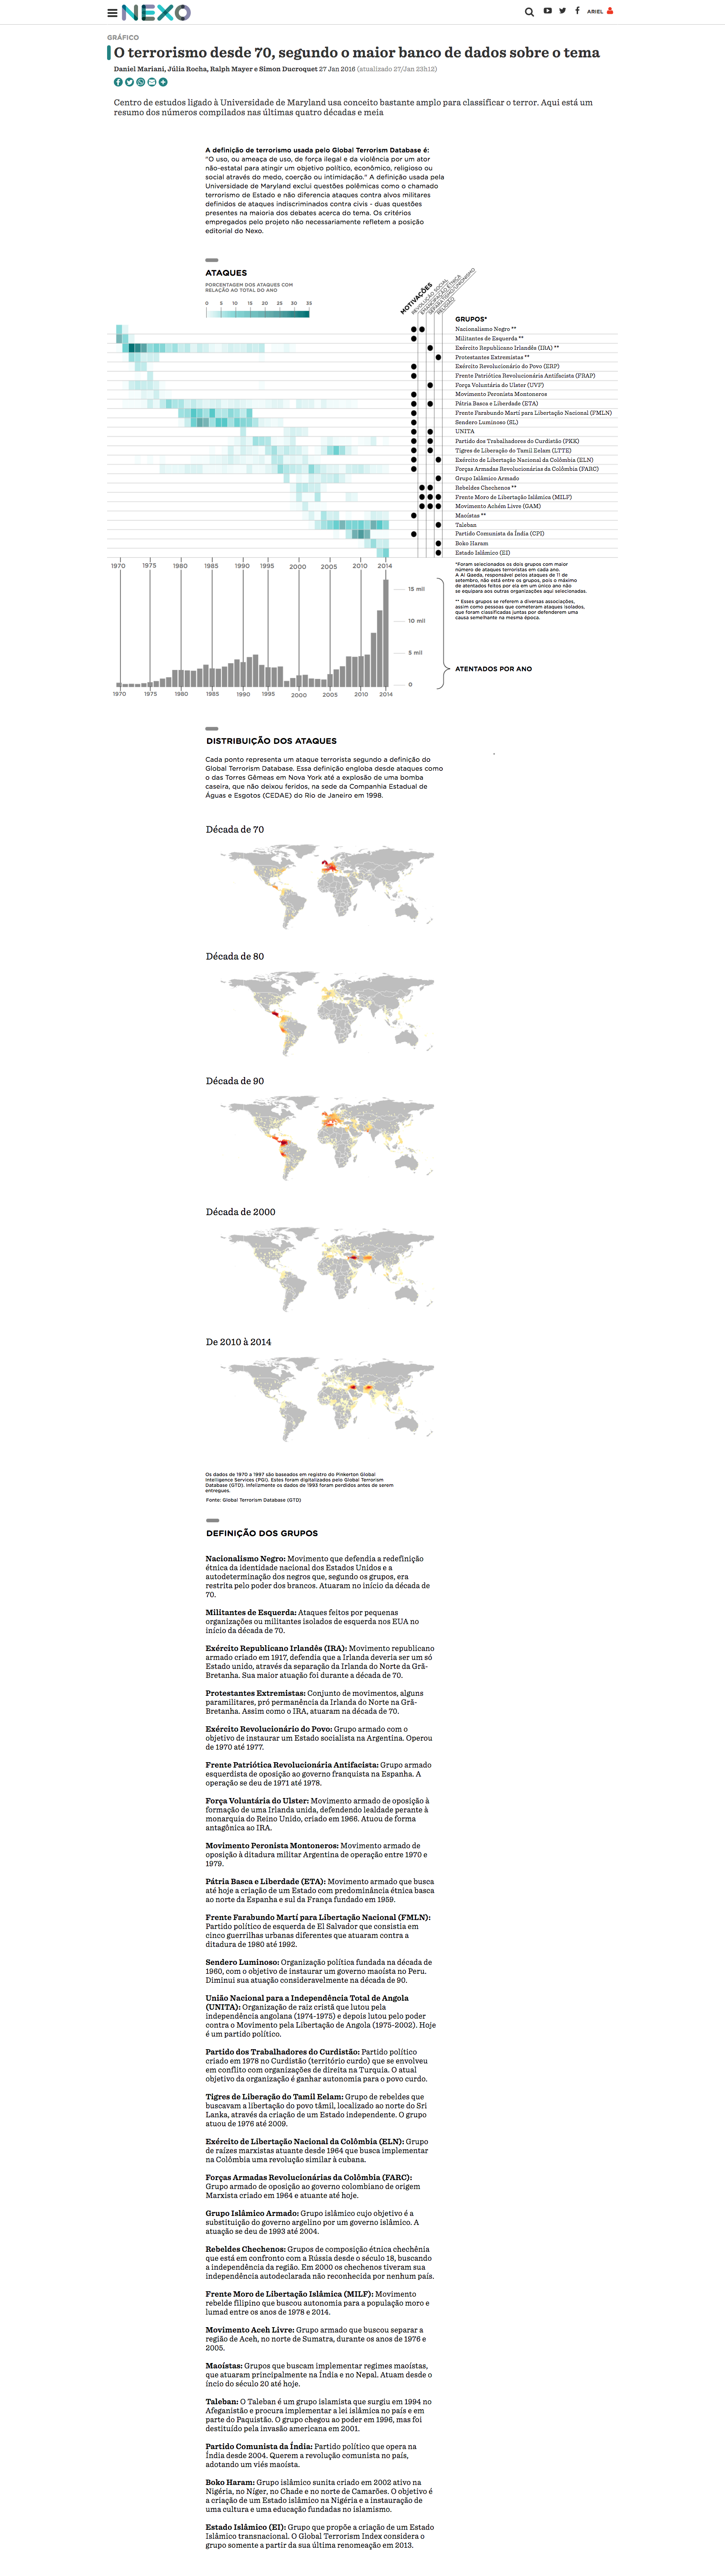 NEXO
ARIEL
GRÁFICO
O terrorismo desde 70, segundo o maior banco de dados sobre o tema
Daniel Mariani, Júlia Rocha, Ralph Mayer e Simon Ducroquet 27 Jan 2016 (atualizado 27/Jan 23h12)
Centro de estudos ligado à Universidade de Maryland usa conceito bastante amplo para classificar o terror. Aqui está um
resumo dos números compilados nas últimas quatro décadas e meia
A definição de terrorismo usada pelo Global Terrorism Database é:
"O uso, ou ameaça de uso, de força ilegal e da violência por um ator
não-estatal para atingir um objetivo político, econômico, religioso ou
social através do medo, coerção ou intimidação." A definição usada pela
Universidade de Maryland exclui questões polêmicas como o chamado
terrorismo de Estado e não diferencia ataques contra alvos militares
definidos de ataques indiscriminados contra civis - duas questões
presentes na maioria dos debates acerca do tema. Os critérios
empregados pelo projeto não necessariamente refletem a posição
editorial do Nexo.
ATAQUES
PORCENTAGEM DOS ATAQUES COM
RELAÇÃO AO TOTAL DO ANO
0 5 10 15 20 25 30 35
MOTIVAÇÕES
REVOLUÇÃO SOCIAL
RELIGIÃO
GRUPOS*
Nacionalismo Negro **
Militantes de Esquerda **
Exército Republicano Irlandês (IRA) **
Protestantes Extremistas **
Exército Revolucionário do Povo (ERP)
Frente Patriótica Revolucionária Antifacista (FRAP)
Força Voluntária do Ulster (UVF)
Movimento Peronista Montoneros
Pátria Basca e Liberdade (ETA)
Frente Farabundo Martí para Libertação Nacional (FMLN)
Sendero Luminoso (SL)
UNITA
Partido dos Trabalhadores do Curdistão (PKK)
Tigres de Liberação do Tamil Eelam (LTTE)
Exército de Libertação Nacional da Colômbia (ELN)
Forças Armadas Revolucionárias da Colômbia (FARC)
Grupo Islâmico Armado
Rebeldes Chechenos **
Frente Moro de Libertação Islâmica (MILF)
Movimento Achém Livre (GAM)
Maoístas **
Taleban
Partido Comunista da Índia (CPI)
Boko Haram
Estado Islâmico (EI)
1970 1975 1980 1985 1990 1995 2000 2005 2010 2014
*Foram selecionados os dois grupos com maior
número de ataques terroristas em cada ano.
A Al Qaeda, responsável pelos ataques de 11 de
setembro, não está entre os grupos, pois o máximo
de atentados feitos por ela em um único ano não
se equipara aos outros organizações aqui selecionadas.
** Esses grupos se referem a diversas associações,
assim como pessoas que cometeram ataques isolados,
que foram classificadas juntas por defenderem uma
causa semelhante na mesma época.
15 mil
10 mil
5 mil
0
ATENTADOS POR ANO
1970 1975 1980 1985 1990 1995 2000 2005 2010 2014
DISTRIBUIÇÃO DOS ATAQUES
Cada ponto representa um ataque terrorista segundo a definição do
Global Terrorism Database. Essa definição engloba desde ataques como
o das Torres Gêmeas em Nova York até a explosão de uma bomba
caseira, que não deixou feridos, na sede da Companhia Estadual de
Águas e Esgotos (CEDAE) do Rio de Janeiro em 1998.
Década de 70
Década de 80
Década de 90
Década de 2000
De 2010 à 2014
Os dados de 1970 a 1997 são baseados em registro do Pinkerton Global
Intelligence Services (PGI). Estes foram digitalizados pelo Global Terrorism
Database (GTD). Infelizmente os dados de 1993 foram perdidos antes de serem
entregues.
Fonte: Global Terrorism Database (GTD)
DEFINIÇÃO DOS GRUPOS
Nacionalismo Negro: Movimento que defendia a redefinição
étnica da identidade nacional dos Estados Unidos e a
autodeterminação dos negros que, segundo os grupos, era
restrita pelo poder dos brancos. Atuaram no início da década de
70.
Militantes de Esquerda: Ataques feitos por pequenas
organizações ou militantes isolados de esquerda nos EUA no
início da década de 70.
Exército Republicano Irlandês (IRA): Movimento republicano
armado criado em 1917, defendia que a Irlanda deveria ser um só
Estado unido, através da separação da Irlanda do Norte da Grã-
Bretanha. Sua maior atuação foi durante a década de 70.
Protestantes Extremistas: Conjunto de movimentos, alguns
paramilitares, pró permanência da Irlanda do Norte na Grã-
Bretanha. Assim como o IRA, atuaram na década de 70.
Exército Revolucionário do Povo: Grupo armado com o
objetivo de instaurar um Estado socialista na Argentina. Operou
de 1970 até 1977.
Frente Patriótica Revolucionária Antifacista: Grupo armado
esquerdista de oposição ao governo franquista na Espanha. A
operação se deu de 1971 até 1978.
Força Voluntária do Ulster: Movimento armado de oposição à
formação de uma Irlanda unida, defendendo lealdade perante à
monarquia do Reino Unido, criado em 1966. Atuou de forma
antagônica ao IRA.
Movimento Peronista Montoneros: Movimento armado de
oposição à ditadura militar Argentina de operação entre 1970 e
1979.
Pátria Basca e Liberdade (ETA): Movimento armado que busca
até hoje a criação de um Estado com predominância étnica basca
ao norte da Espanha e sul da França fundado em 1959.
Frente Farabundo Martí para Libertação Nacional (FMLN):
Partido político de esquerda de El Salvador que consistia em
cinco guerrilhas urbanas diferentes que atuaram contra a
ditadura de 1980 até 1992.
Sendero Luminoso: Organização política fundada na década de
1960, com o objetivo de instaurar um governo maoísta no Peru.
Diminui sua atuação consideravelmente na década de 90.
União Nacional para a Independência Total de Angola
(UNITA): Organização de raiz cristã que lutou pela
independência angolana (1974-1975) e depois lutou pelo poder
contra o Movimento pela Libertação de Angola (1975-2002). Hoje
é um partido político.
Partido dos Trabalhadores do Curdistão: Partido político
criado em 1978 no Curdistão (território curdo) que se envolveu
em conflito com organizações de direita na Turquia. O atual
objetivo da organização é ganhar autonomia para o povo curdo.
Tigres de Liberação do Tamil Eelam: Grupo de rebeldes que
buscavam a libertação do povo tâmil, localizado ao norte do Sri
Lanka, através da criação de um Estado independente. O grupo
atuou de 1976 até 2009.
Exército de Libertação Nacional da Colômbia (ELN): Grupo
de raízes marxistas atuante desde 1964 que busca implementar
na Colômbia uma revolução similar à cubana.
Forças Armadas Revolucionárias da Colômbia (FARC):
Grupo armado de oposição ao governo colombiano de origem
Marxista criado em 1964 e atuante até hoje.
Grupo Islâmico Armado: Grupo islâmico cujo objetivo é a
substituição do governo argelino por um governo islâmico. A
atuação se deu de 1993 até 2004.
Rebeldes Chechenos: Grupos de composição étnica chechênia
que está em confronto com a Rússia desde o século 18, buscando
a independência da região. Em 2000 os chechenos tiveram sua
independência autodeclarada não reconhecida por nenhum país.
Frente Moro de Libertação Islâmica (MILF): Movimento
rebelde filipino que buscou autonomia para a população moro e
lumad entre os anos de 1978 e 2014.
Movimento Aceh Livre: Grupo armado que buscou separar a
região de Aceh, no norte de Sumatra, durante os anos de 1976 e
2005.
Maoístas: Grupos que buscam implementar regimes maoístas,
que atuaram principalmente na Índia e no Nepal. Atuam desde o
íncio do século 20 até hoje.
Taleban: O Taleban é um grupo islamista que surgiu em 1994 no
Afeganistão e procura implementar a lei islâmica no país e em
parte do Paquistão. O grupo chegou ao poder em 1996, mas foi
destituído pela invasão americana em 2001.
Partido Comunista da Índia: Partido político que opera na
Índia desde 2004. Querem a revolução comunista no país,
adotando um viés maoísta.
Boko Haram: Grupo islâmico sunita criado em 2002 ativo na
Nigéria, no Níger, no Chade e no norte de Camarões. O objetivo é
a criação de um Estado islâmico na Nigéria e a instauração de
uma cultura e uma educação fundadas no islamismo.
Estado Islâmico (EI): Grupo que propõe a criação de um Estado
Islâmico transnacional. O Global Terrorism Index considera o
grupo somente a partir da sua última renomeação em 2013.